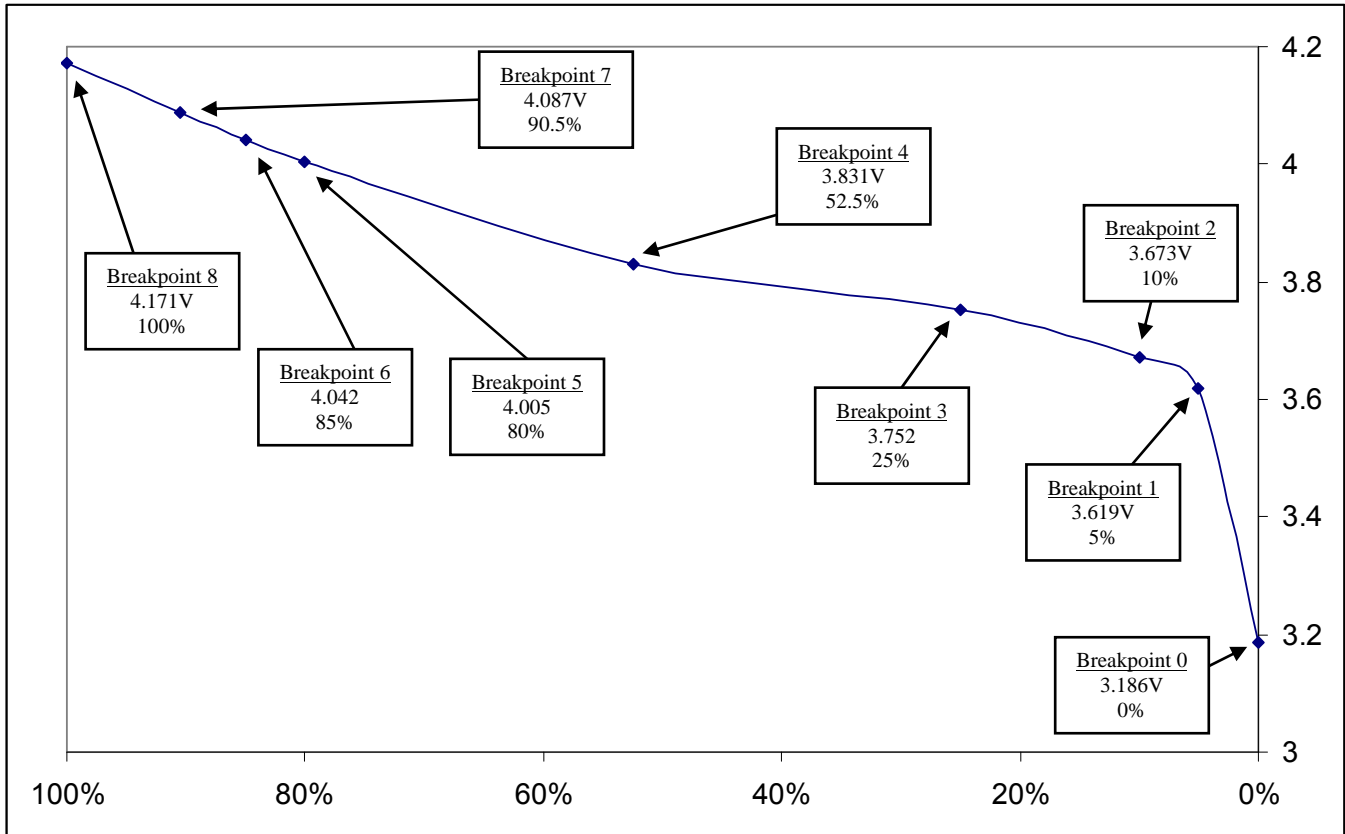 Breakpoint 7
4.087V
90.5%
Breakpoint 4
3.831V
52.5%
Breakpoint 2
3.673V
10%
Breakpoint 8
4.171V
100%
Breakpoint 6
4.042
85%
Breakpoint 5
4.005
80%
Breakpoint 3
3.752
25%
Breakpoint 1
3.619V
5%
Breakpoint 0
3.186V
0%
4.2
4
3.8
3.6
3.4
3.2
3
100%
80%
60%
40%
20%
0%